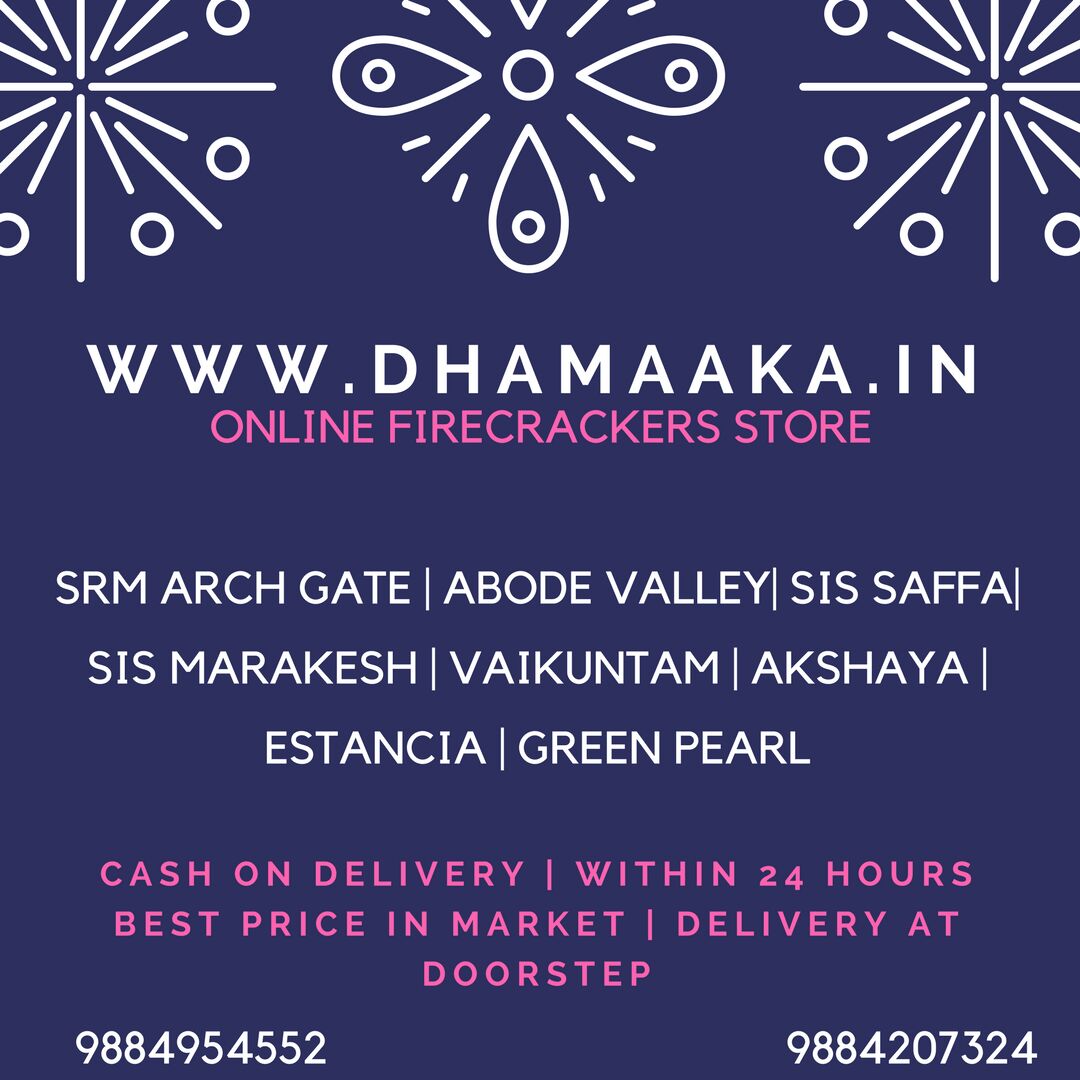 WWW.DHAMAAKA.IN
ONLINE FIRECRACKERS STORE
SRM ARCH GATE | ABODE VALLEY| SIS SAFFA|
SIS MARAKESH | VAIKUNTAM | AKSHAYA |
ESTANCIA | GREEN PEARL
CASH ON DELIVERY | WITHIN 24 HOURS
BEST PRICE IN MARKET | DELIVERY AT
DOORSTEP
9884954552 9884207324